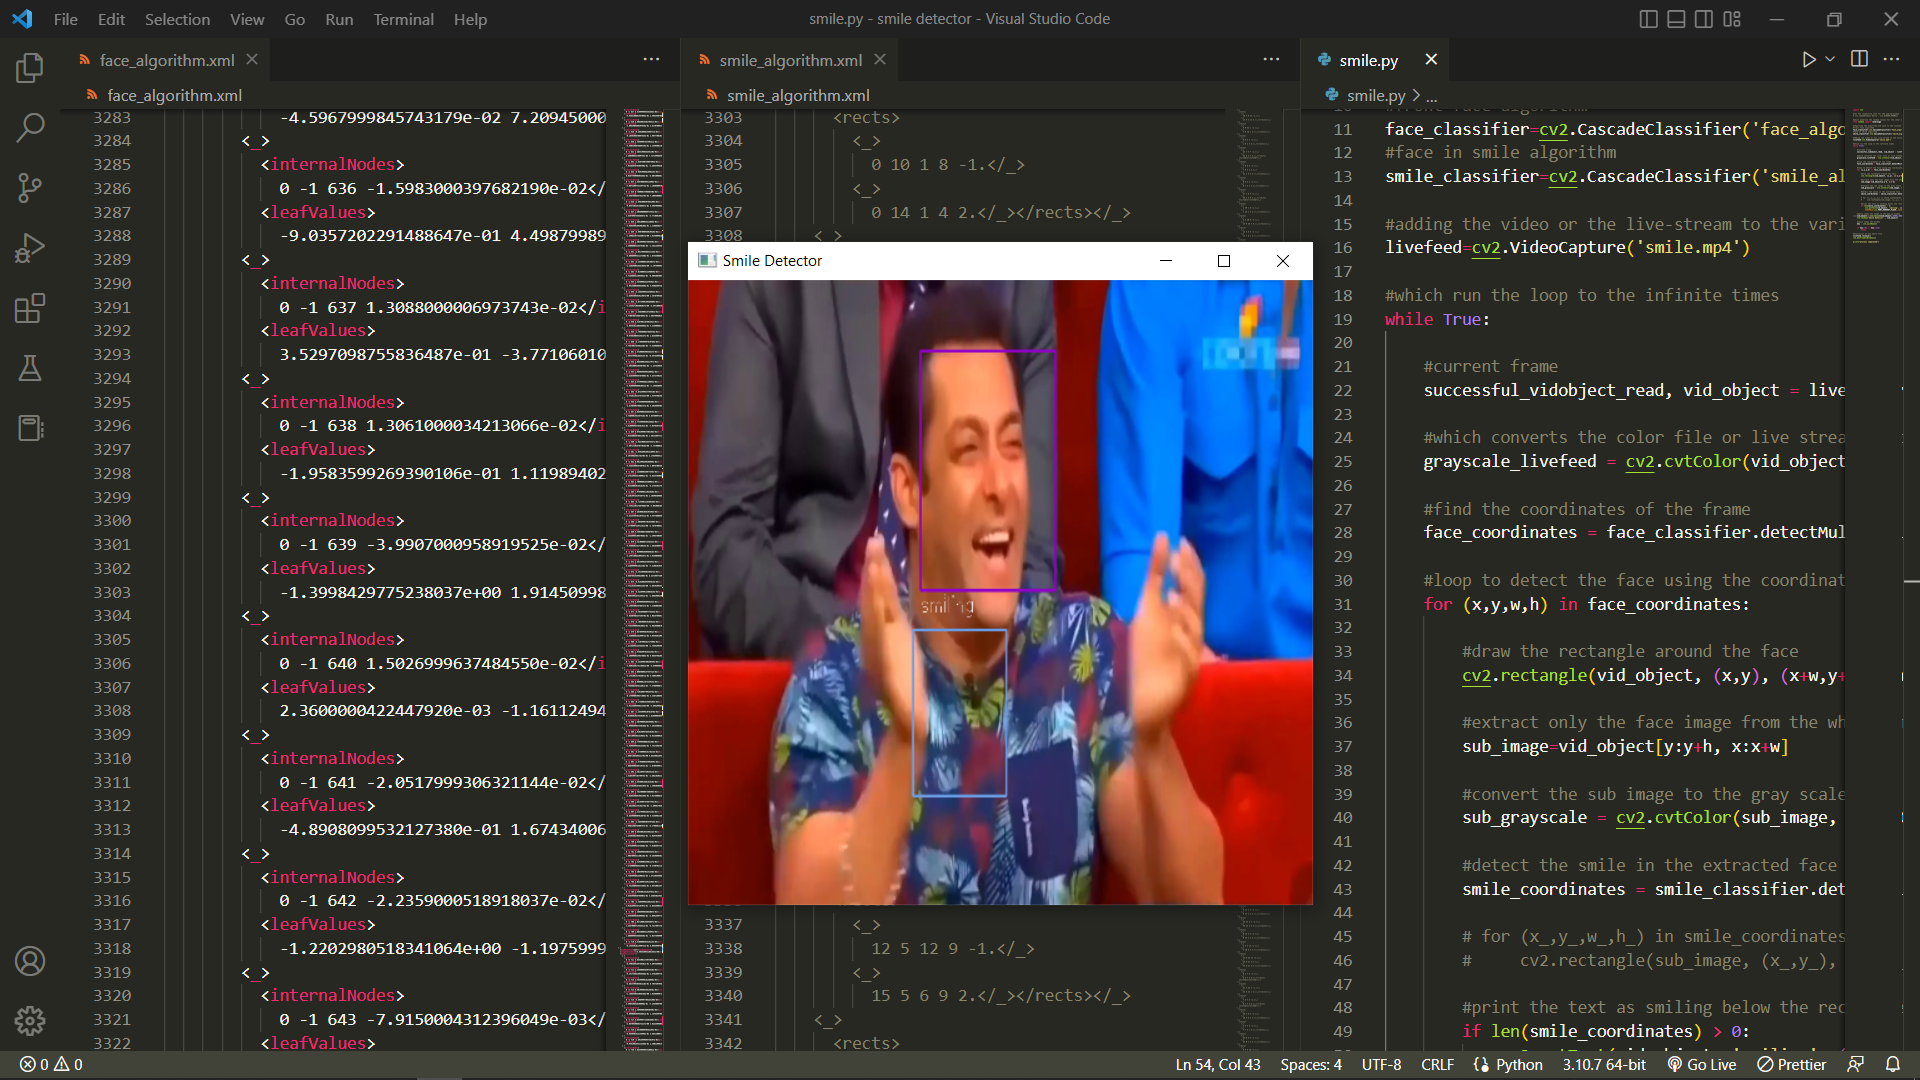 File Edit Selection View Go Run Terminal Help
smile.py - smile detector - Visual Studio Code
face_algorithm.xml
face_algorithm.xml
3283 -4.5967999845743179e-02 7.20945000
3284 <_>
3285 <internalNodes>
3286 0 -1 636 -1.5983000397682190e-02</
3287 <leafValues>
3288 -9.0357202291488647e-01 4.49879989
3289 <_>
3290 <internalNodes>
3291 0 -1 637 1.3088000006973743e-02</i
3292 <leafValues>
3293 3.5297098755836487e-01 -3.77106010
3294 <_>
3295 <internalNodes>
3296 0 -1 638 1.3061000034213066e-02</i
3297 <leafValues>
3298 -1.9583599269390106e-01 1.11989402
3299 <_>
3300 <internalNodes>
3301 0 -1 639 -3.9907000958919525e-02</
3302 <leafValues>
3303 -1.3998429775238037e+00 1.91450998
3304 <_>
3305 <internalNodes>
3306 0 -1 640 1.5026999637484550e-02</i
3307 <leafValues>
3308 2.3600000422447920e-03 -1.16112494
3309 <_>
3310 <internalNodes>
3311 0 -1 641 -2.0517999306321144e-02</
3312 <leafValues>
3313 -4.8908099532127380e-01 1.67434006
3314 <_>
3315 <internalNodes>
3316 0 -1 642 -2.2359000518918037e-02</
3317 <leafValues>
3318 -1.2202980518341064e+00 -1.1975999
3319 <_>
3320 <internalNodes>
3321 0 -1 643 -7.9150004312396049e-03</
3322 <leafValues>
smile_algorithm.xml
smile_algorithm.xml
3303 <rects>
3304 <_>
3305 0 10 1 8 -1.</_>
3306 <_>
3307 0 14 1 4 2.</_></rects></_>
3308 <_>
Smile Detector
smiling
3337 <_>
3338 12 5 12 9 -1.</_>
3339 <_>
3340 15 5 6 9 2.</_></rects></_>
3341 <_>
3342 <rects>
smile.py
smile.py > ...
11 face_classifier=cv2.CascadeClassifier('face_algo
12 #face in smile algorithm
13 smile_classifier=cv2.CascadeClassifier('smile_al
14
15 #adding the video or the live-stream to the vari
16 livefeed=cv2.VideoCapture('smile.mp4')
17
18 #which run the loop to the infinite times
19 while True:
20
21 #current frame
22 successful_vidobject_read, vid_object = live
23
24 #which converts the color file or live strea
25 grayscale_livefeed = cv2.cvtColor(vid_object
26
27 #find the coordinates of the frame
28 face_coordinates = face_classifier.detectMul
29
30 #loop to detect the face using the coordinat
31 for (x,y,w,h) in face_coordinates:
32
33 #draw the rectangle around the face
34 cv2.rectangle(vid_object, (x,y), (x+w,y+
35
36 #extract only the face image from the wh
37 sub_image=vid_object[y:y+h, x:x+w]
38
39 #convert the sub image to the gray scale
40 sub_grayscale = cv2.cvtColor(sub_image,
41
42 #detect the smile in the extracted face
43 smile_coordinates = smile_classifier.det
44
45 # for (x_,y_,w_,h_) in smile_coordinates
46 # cv2.rectangle(sub_image, (x_,y_),
47
48 #print the text as smiling below the rec
49 if len(smile_coordinates) > 0:
0 0
Ln 54, Col 43 Spaces: 4 UTF-8 CRLF Python 3.10.7 64-bit Go Live Prettier